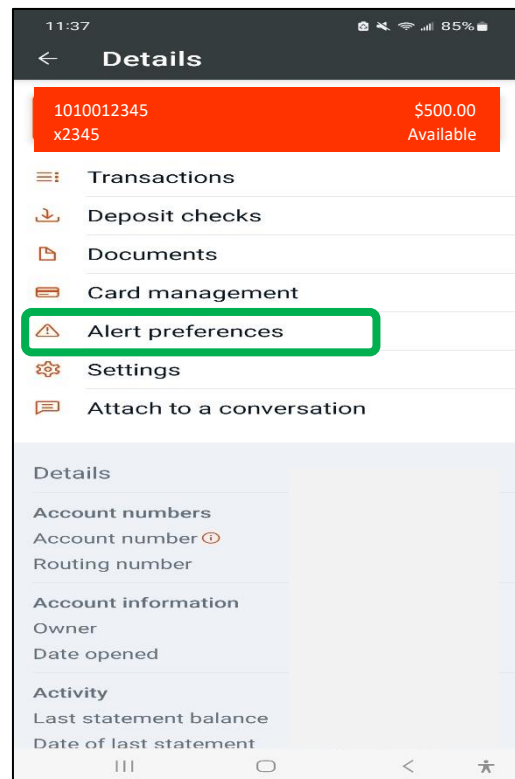 11:37 85%
Details
1010012345 $500.00
x2345 Available
Transactions
Deposit checks
Documents
Card management
Alert preferences
Settings
Attach to a conversation
Details
Account numbers
Account number
Routing number
Account information
Owner
Date opened
Activity
Last statement balance
Date of last statement